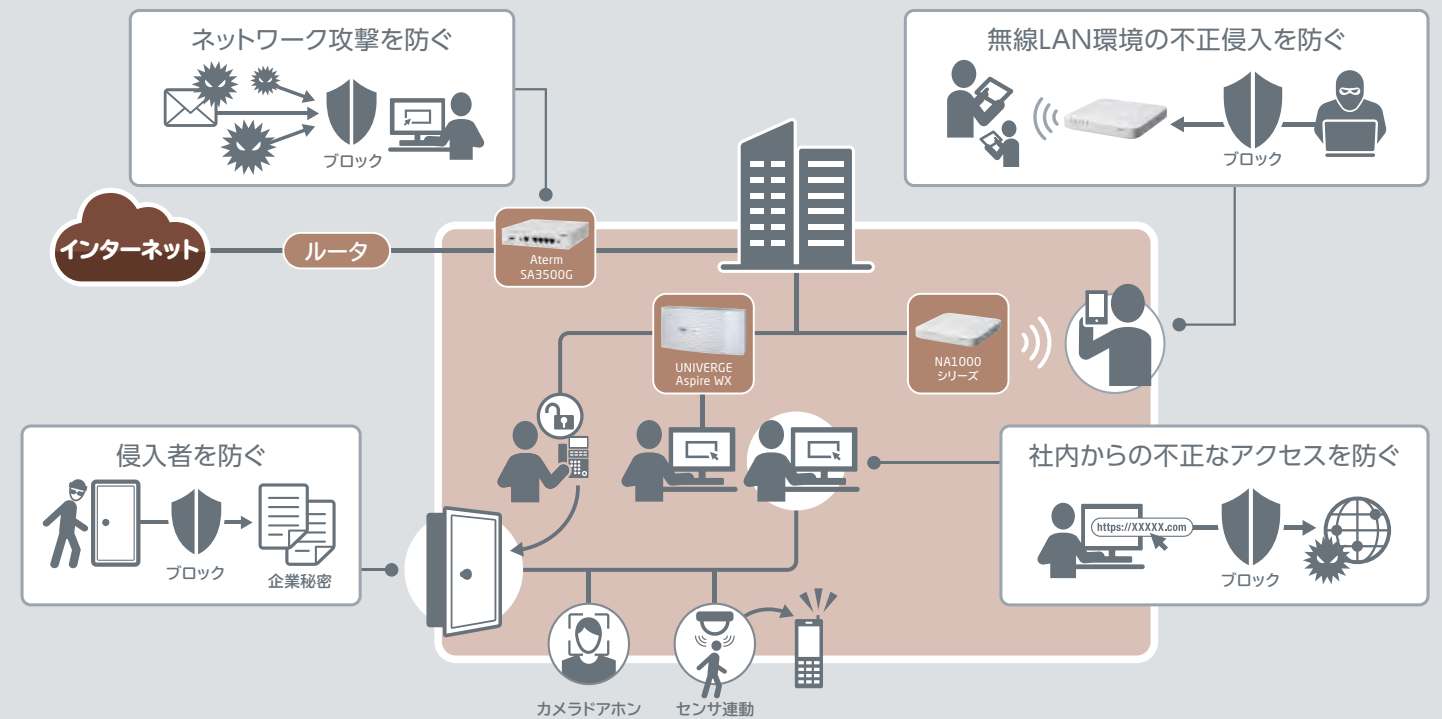 ネットワーク攻撃を防ぐ
ブロック
無線LAN環境の不正侵入を防ぐ
ブロック
インターネット
ルータ
Aterm
SA3500G
UNIVERGE
Aspire WX
NA1000
シリーズ
侵入者を防ぐ
ブロック
企業秘密
社内からの不正なアクセスを防ぐ
https://XXXXX.com
ブロック
カメラドアホン
センサ連動